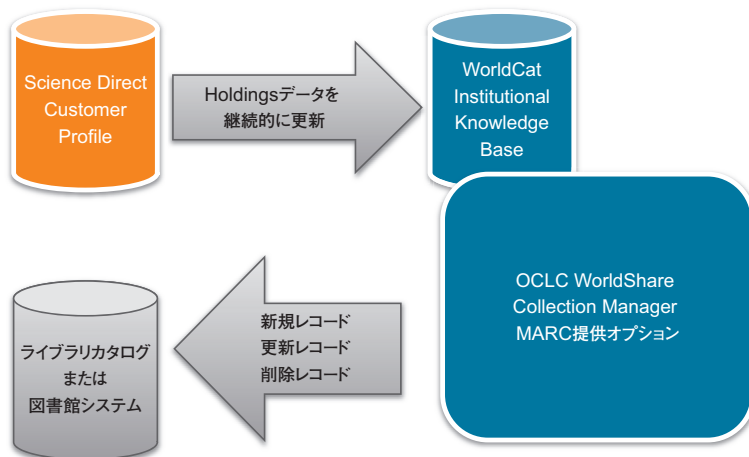 Science Direct
Customer
Profile
Holdingsデータを
継続的に更新
WorldCat
Institutional
Knowledge
Base
OCLC WorldShare
Collection Manager
MARC提供オプション
新規レコード
更新レコード
削除レコード
ライブラリカタログ
または
図書館システム